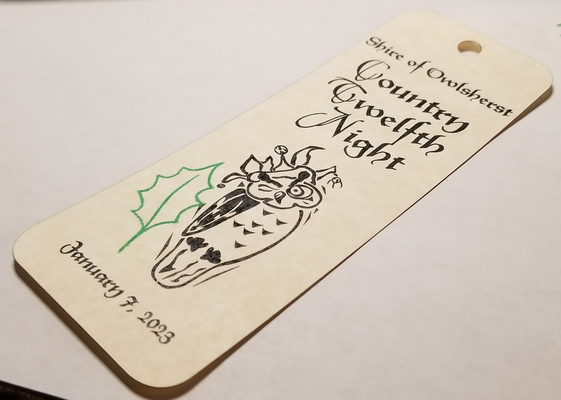 Shire of Owlsherst
Country
Twelfth
Night
January 7, 2023